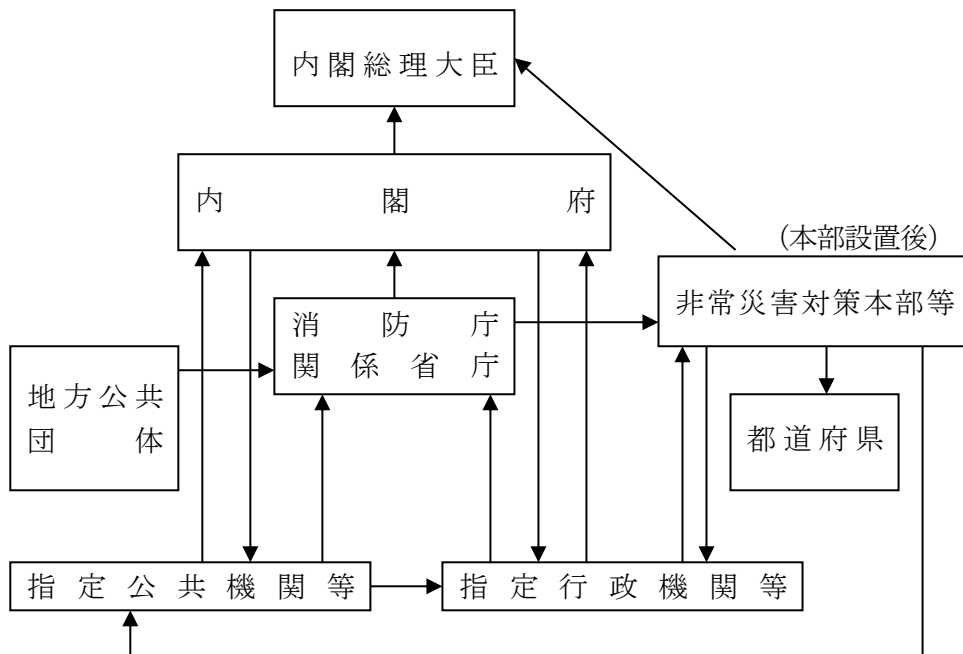 内閣総理大臣
内閣府
(本部設置後)
非常災害対策本部等
消防庁
関係省庁
地方公共
団体
都道府県
指定公共機関等
指定行政機関等